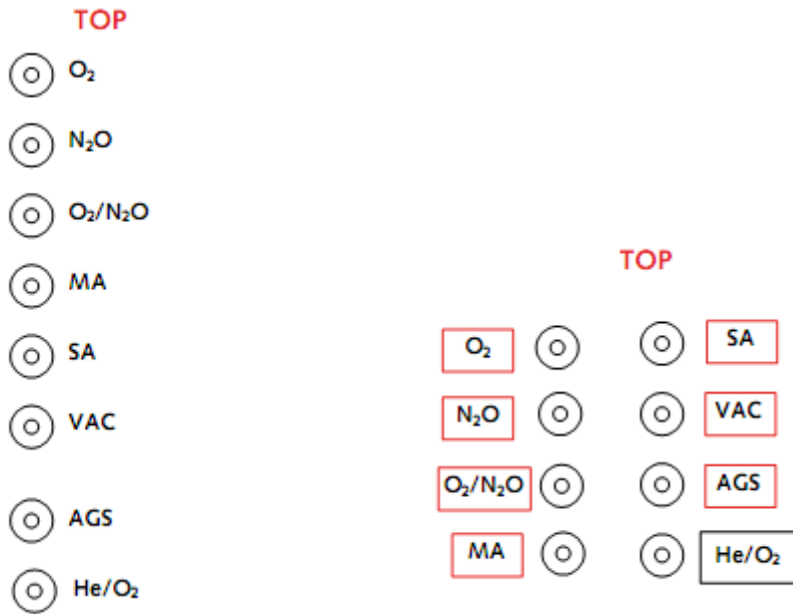 TOP
O₂
N₂O
O₂/N₂O
MA
SA
VAC
AGS
He/O₂
TOP
O₂ SA
N₂O VAC
O₂/N₂O AGS
MA He/O₂